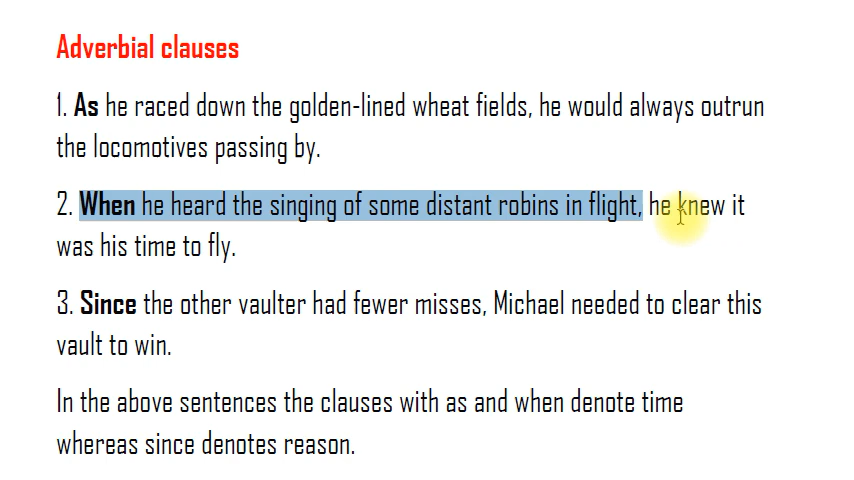 Adverbial clauses
1. As he raced down the golden-lined wheat fields, he would always outrun
the locomotives passing by.
2. When he heard the singing of some distant robins in flight, he knew it
was his time to fly.
3. Since the other vaulter had fewer misses, Michael needed to clear this
vault to win.
In the above sentences the clauses with as and when denote time
whereas since denotes reason.